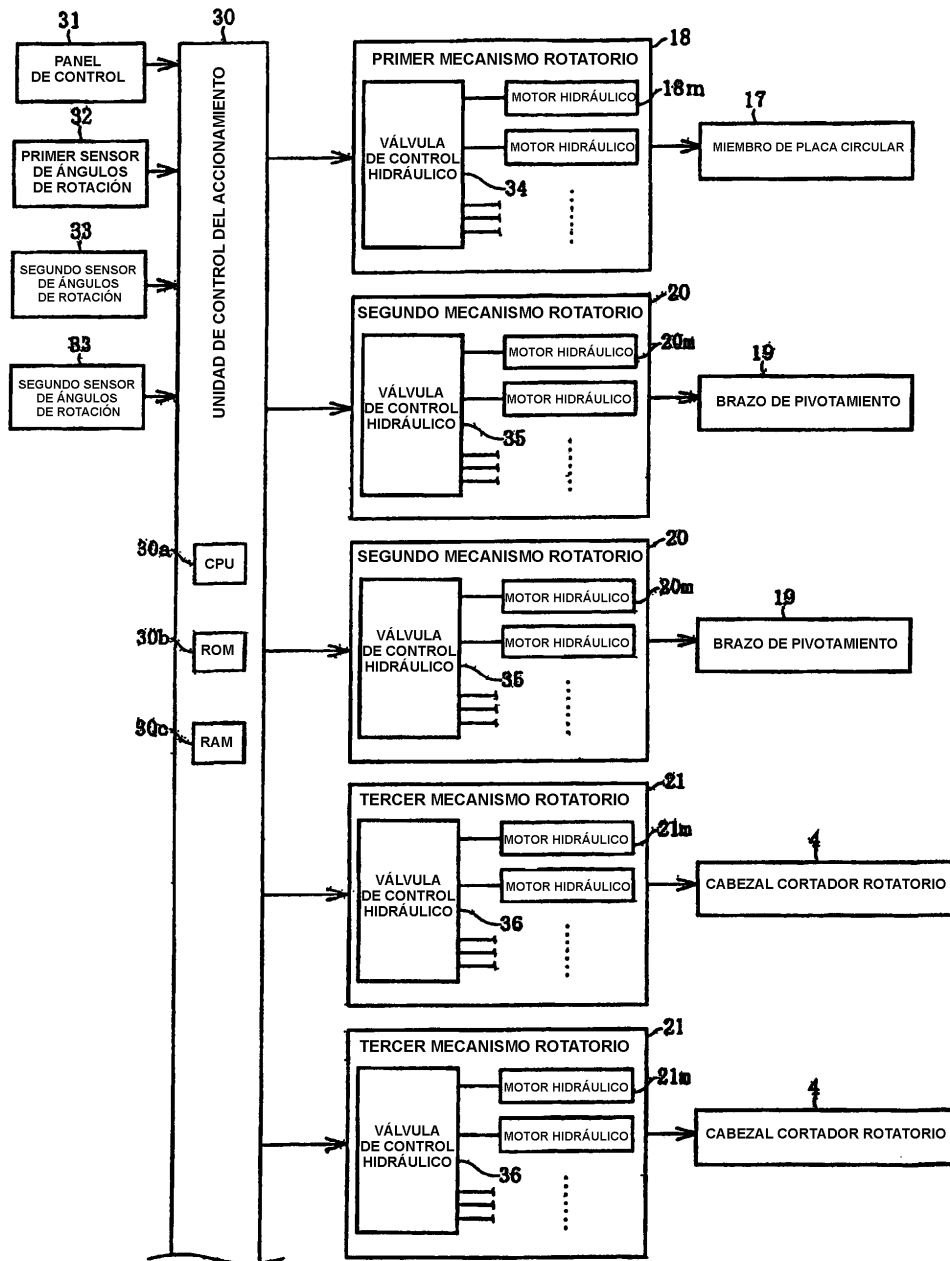 31
PANEL
DE CONTROL
32
PRIMER SENSOR
DE ÁNGULOS
DE ROTACIÓN
33
SEGUNDO SENSOR
DE ÁNGULOS
DE ROTACIÓN
33
SEGUNDO SENSOR
DE ÁNGULOS
DE ROTACIÓN
30
UNIDAD DE CONTROL DEL ACCIONAMIENTO
30a
CPU
30b
ROM
30c
RAM
18
PRIMER MECANISMO ROTATORIO
VÁLVULA
DE CONTROL
HIDRÁULICO
34
MOTOR HIDRÁULICO
18m
MOTOR HIDRÁULICO
17
MIEMBRO DE PLACA CIRCULAR
20
SEGUNDO MECANISMO ROTATORIO
VÁLVULA
DE CONTROL
HIDRÁULICO
35
MOTOR HIDRÁULICO
20m
MOTOR HIDRÁULICO
19
BRAZO DE PIVOTAMIENTO
20
SEGUNDO MECANISMO ROTATORIO
VÁLVULA
DE CONTROL
HIDRÁULICO
35
MOTOR HIDRÁULICO
20m
MOTOR HIDRÁULICO
19
BRAZO DE PIVOTAMIENTO
21
TERCER MECANISMO ROTATORIO
VÁLVULA
DE CONTROL
HIDRÁULICO
36
MOTOR HIDRÁULICO
21m
MOTOR HIDRÁULICO
4
CABEZAL CORTADOR ROTATORIO
21
TERCER MECANISMO ROTATORIO
VÁLVULA
DE CONTROL
HIDRÁULICO
36
MOTOR HIDRÁULICO
21m
MOTOR HIDRÁULICO
4
CABEZAL CORTADOR ROTATORIO